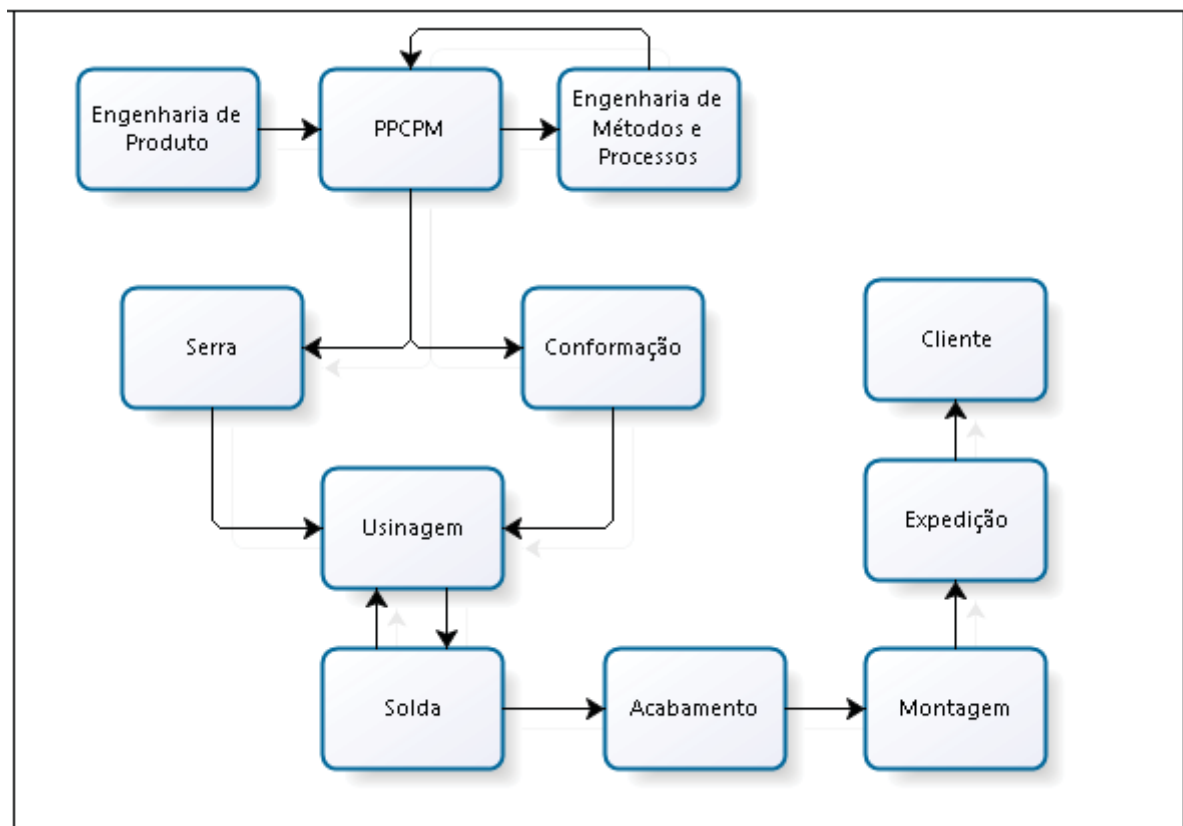 Engenharia de
Produto
PPCPM
Engenharia de
Métodos e
Processos
Serra
Conformação
Cliente
Usinagem
Expedição
Solda
Acabamento
Montagem